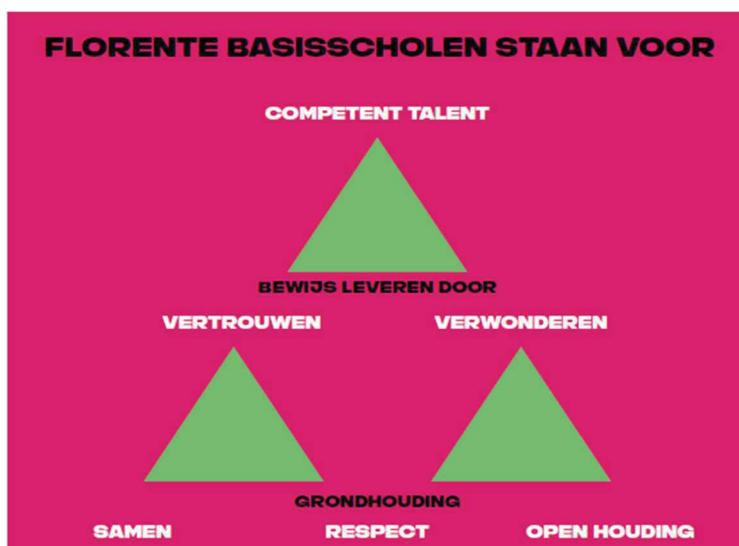 FLORENTE BASISSCHOLEN STAAN VOOR
COMPETENT TALENT
BEWIJS LEVEREN DOOR
VERTROUWEN VERWONDEREN
GRONDHOUDING
SAMEN RESPECT OPEN HOUDING